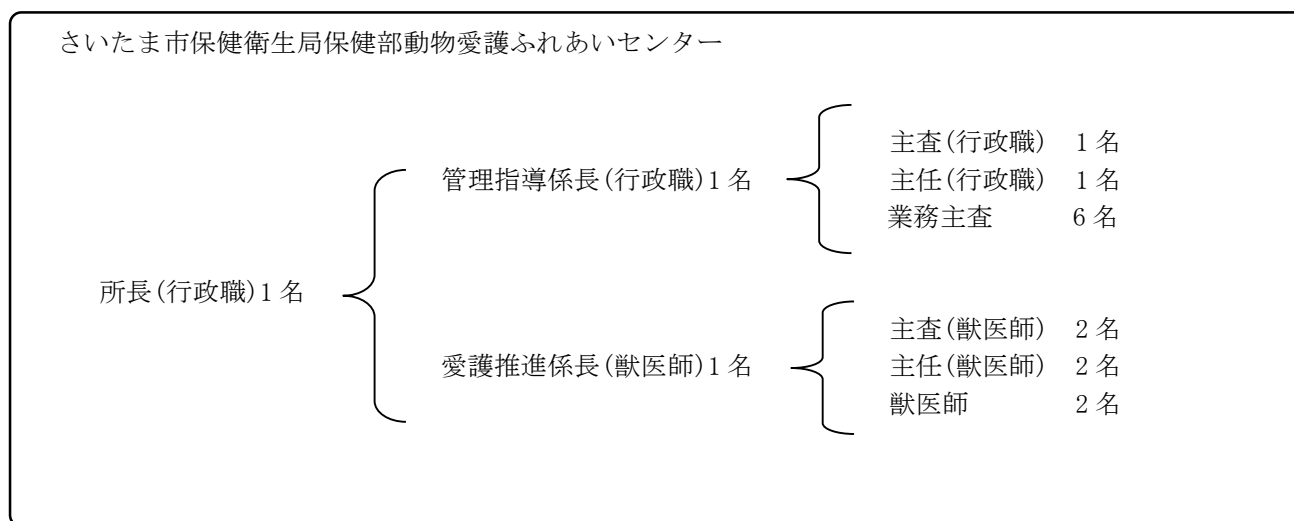 さいたま市保健衛生局保健部動物愛護ふれあいセンター
主査(行政職) 1名
管理指導係長(行政職)1名
主任(行政職) 1名
業務主査 6名
所長(行政職)1名
主査(獣医師) 2名
愛護推進係長(獣医師)1名
主任(獣医師) 2名
獣医師 2名